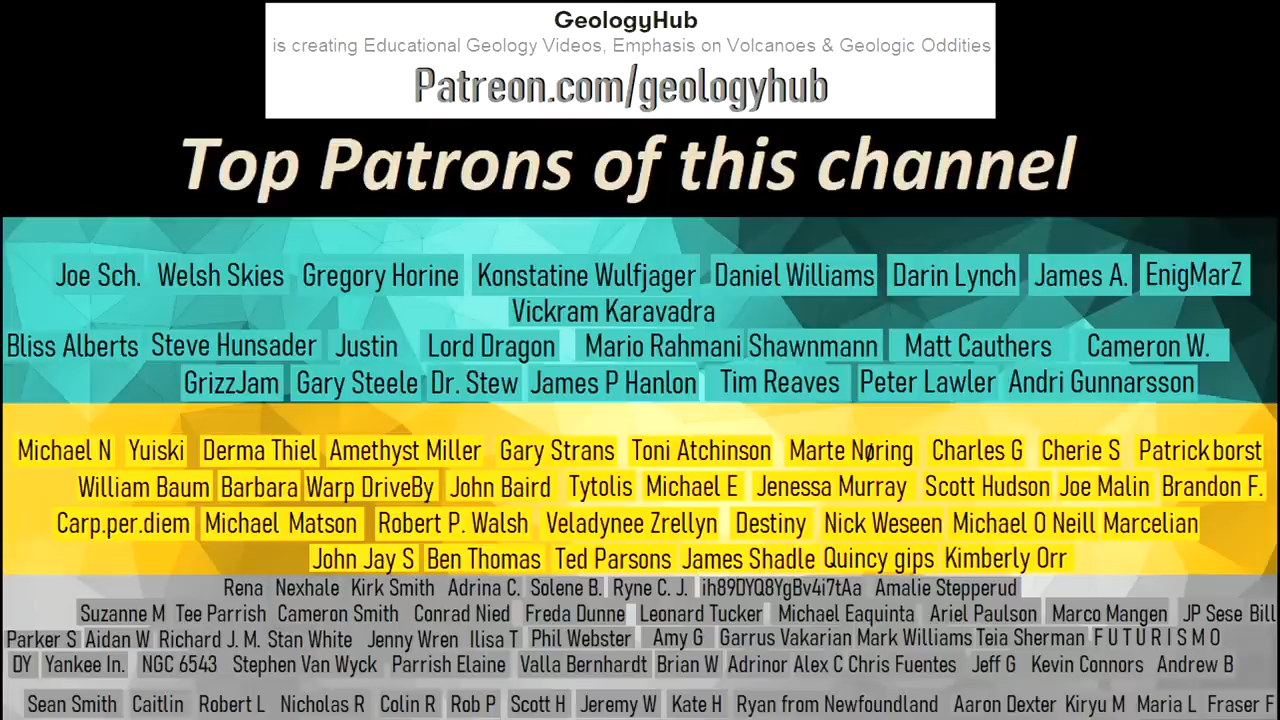 GeologyHub
is creating Educational Geology Videos, Emphasis on Volcanoes & Geologic Oddities
Patreon.com/geologyhub
Top Patrons of this channel
Joe Sch. Welsh Skies Gregory Horine Konstatine Wulfjager Daniel Williams Darin Lynch James A. EnigMarZ
Vickram Karavadra
Bliss Alberts Steve Hunsader Justin Lord Dragon Mario Rahmani Shawnmann Matt Cauthers Cameron W.
GrizzJam Gary Steele Dr. Stew James P Hanlon Tim Reaves Peter Lawler Andri Gunnarsson
Michael N Yuiski Derma Thiel Amethyst Miller Gary Strans Toni Atchinson Marte Nøring Charles G Cherie S Patrick borst
William Baum Barbara Warp DriveBy John Baird Tytolis Michael E Jenessa Murray Scott Hudson Joe Malin Brandon F.
Carp.per.diem Michael Matson Robert P. Walsh Veladynee Zrellyn Destiny Nick Weseen Michael O Neill Marcelian
John Jay S Ben Thomas Ted Parsons James Shadle Quincy gips Kimberly Orr
Rena Nexhale Kirk Smith Adrina C. Solene B. Ryne C. J. ih89DYQ8YgBv4i7tAa Amalie Stepperud
Suzanne M Tee Parrish Cameron Smith Conrad Nied Freda Dunne Leonard Tucker Michael Eaquinta Ariel Paulson Marco Mangen JP Sese Bill
Parker S Aidan W Richard J. M. Stan White Jenny Wren Ilisa T Phil Webster Amy G Garrus Vakarian Mark Williams Teia Sherman F U T U R I S M O
DY Yankee In. NGC 6543 Stephen Van Wyck Parrish Elaine Valla Bernhardt Brian W Adrinor Alex C Chris Fuentes Jeff G Kevin Connors Andrew B
Sean Smith Caitlin Robert L Nicholas R Colin R Rob P Scott H Jeremy W Kate H Ryan from Newfoundland Aaron Dexter Kiryu M Maria L Fraser F